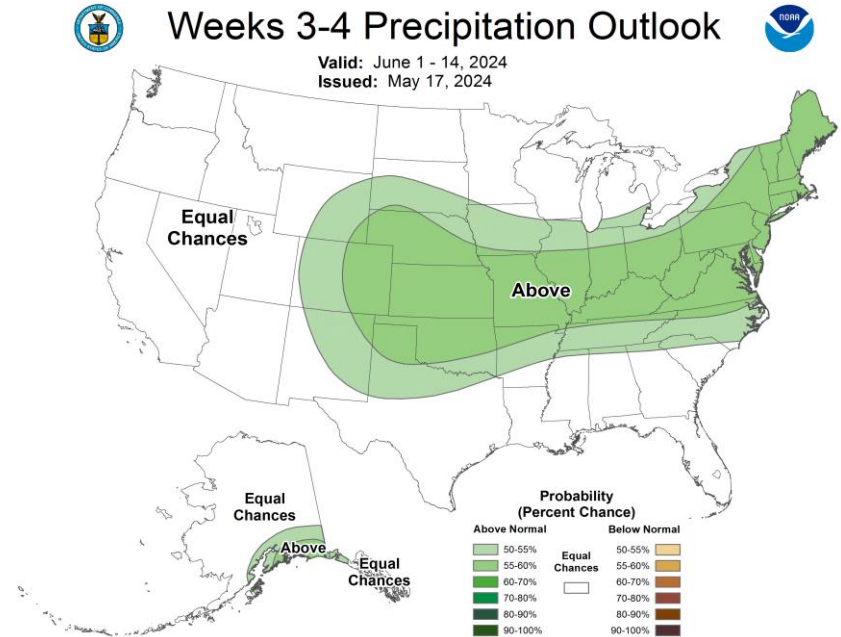 Weeks 3-4 Precipitation Outlook
NOAA
Valid: June 1 - 14, 2024
Issued: May 17, 2024
Equal
Chances
Above
Equal
Chances
Above
Equal
Chances
Probability
(Percent Chance)
Above Normal
Below Normal
50-55%
55-60%
60-70%
70-80%
80-90%
90-100%
Equal
Chances
50-55%
55-60%
60-70%
70-80%
80-90%
90-100%